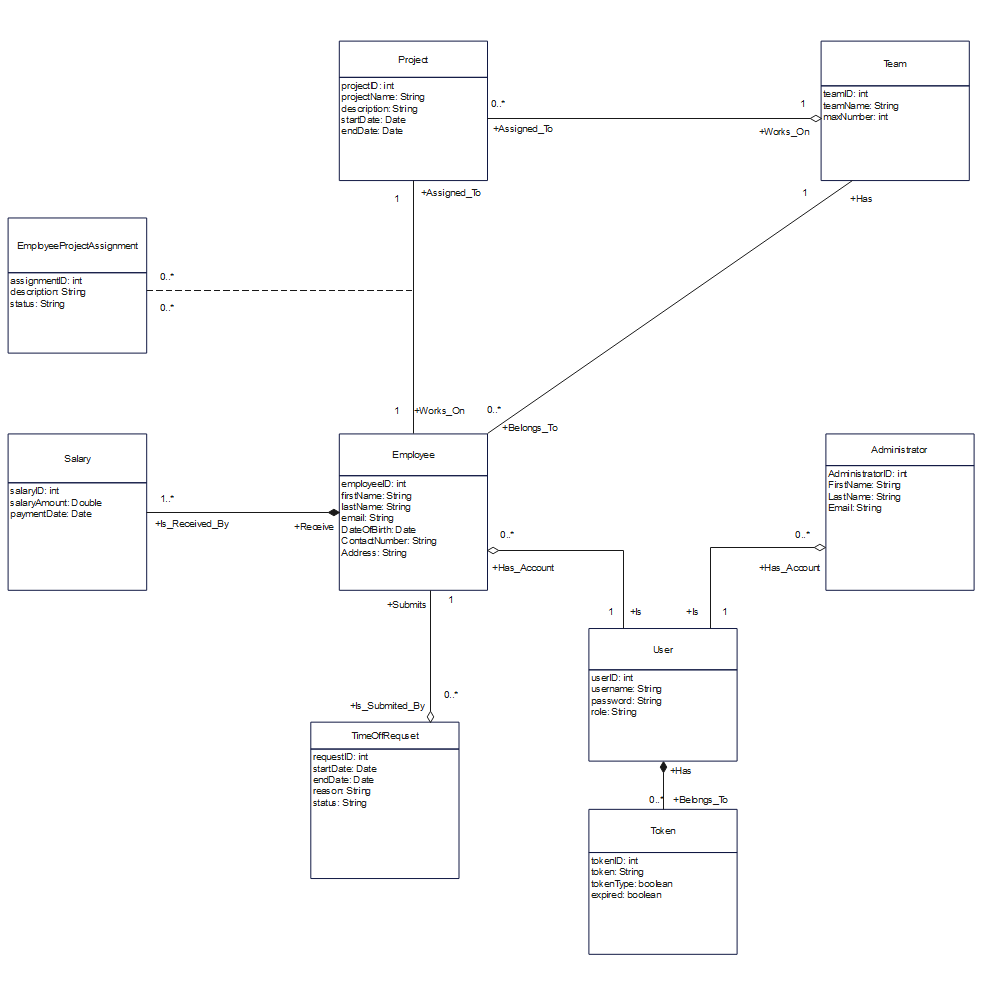 Project
projectID: int
projectName: String
description: String
startDate: Date
endDate: Date
Team
teamID: int
teamName: String
maxNumber: int
0..*
1
+Assigned_To
+Works_On
+Assigned_To
1
1
+Has
EmployeeProjectAssignment
assignmentID: int
description: String
status: String
0..*
0..*
1
+Works_On
0..*
+Belongs_To
Salary
salaryID: int
salaryAmount: Double
paymentDate: Date
1..*
+Is_Received_By
+Receive
Employee
employeeID: int
firstName: String
lastName: String
email: String
DateOfBirth: Date
ContactNumber: String
Address: String
Administrator
AdministratorID: int
FirstName: String
LastName: String
Email: String
0..*
+Has_Account
0..*
+Has_Account
+Submits
1
1
+Is
+Is
1
User
userID: int
username: String
password: String
role: String
0..*
+Is_Submited_By
TimeOffRequset
requestID: int
startDate: Date
endDate: Date
reason: String
status: String
+Has
0..*
+Belongs_To
Token
tokenID: int
token: String
tokenType: boolean
expired: boolean